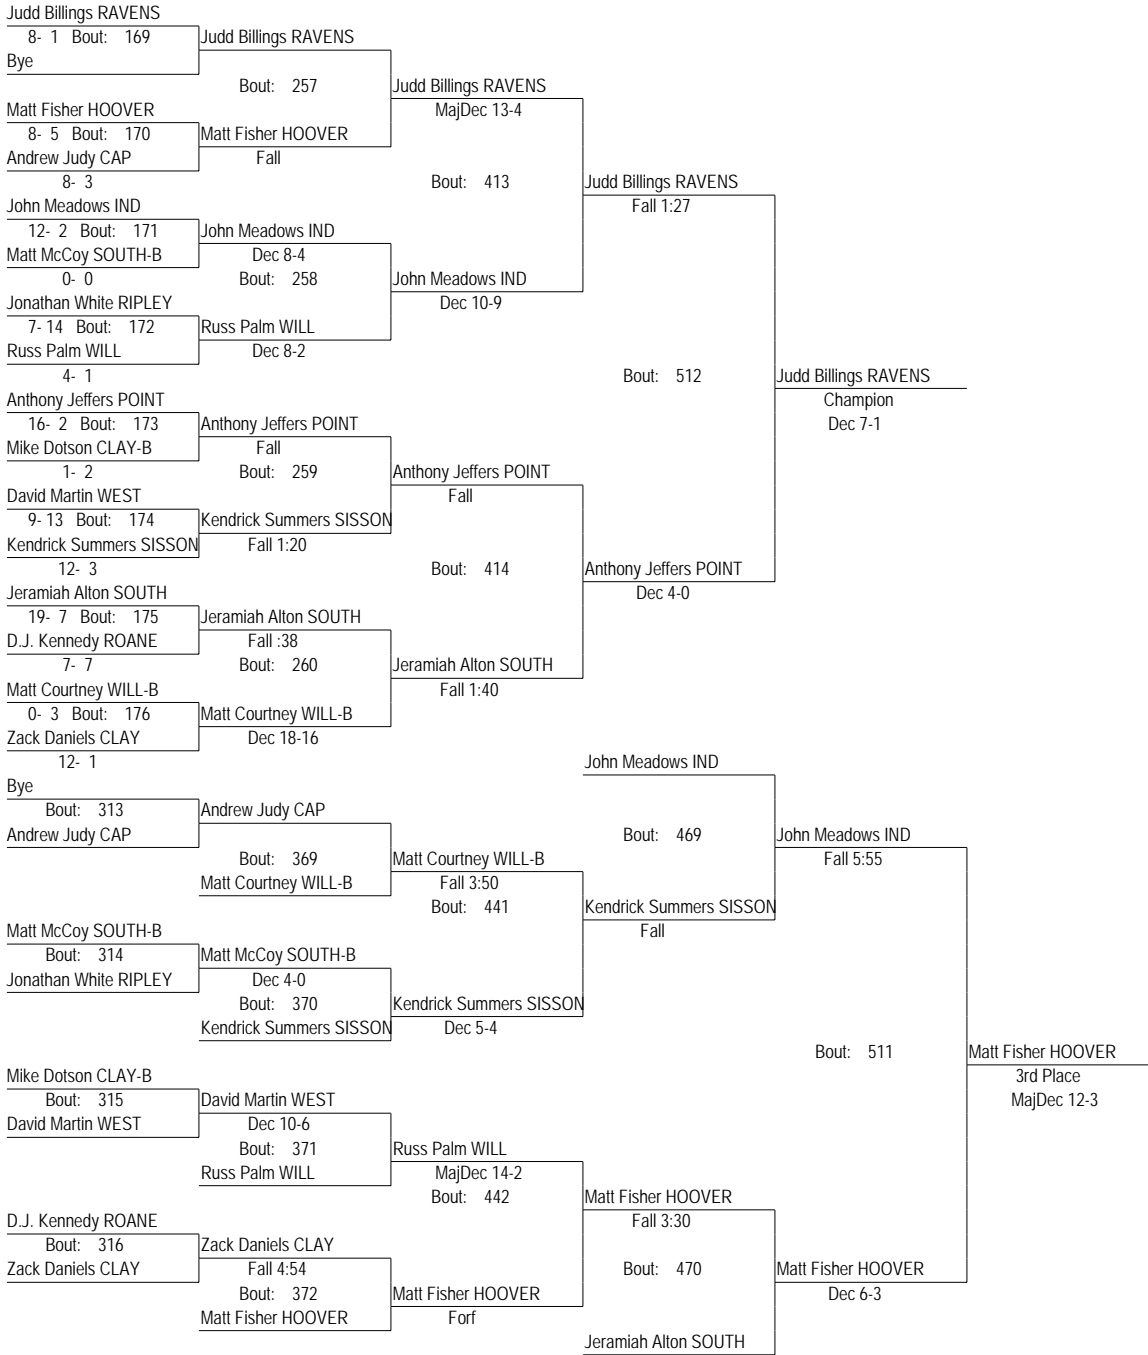 Judd Billings RAVENS
8- 1 Bout: 169
Judd Billings RAVENS
Bye
Bout: 257
Judd Billings RAVENS
MajDec 13-4
Matt Fisher HOOVER
8- 5 Bout: 170
Matt Fisher HOOVER
Andrew Judy CAP
Fall
8- 3
Bout: 413
Judd Billings RAVENS
Fall 1:27
John Meadows IND
12- 2 Bout: 171
John Meadows IND
Matt McCoy SOUTH-B
Dec 8-4
0- 0
Bout: 258
John Meadows IND
Dec 10-9
Jonathan White RIPLEY
7- 14 Bout: 172
Russ Palm WILL
Russ Palm WILL
Dec 8-2
4- 1
Bout: 512
Judd Billings RAVENS
Champion
Dec 7-1
Anthony Jeffers POINT
16- 2 Bout: 173
Anthony Jeffers POINT
Mike Dotson CLAY-B
Fall
1- 2
Bout: 259
Anthony Jeffers POINT
Fall
David Martin WEST
9- 13 Bout: 174
Kendrick Summers SISSON
Kendrick Summers SISSON
Fall 1:20
12- 3
Bout: 414
Anthony Jeffers POINT
Dec 4-0
Jeramiah Alton SOUTH
19- 7 Bout: 175
Jeramiah Alton SOUTH
D.J. Kennedy ROANE
Fall :38
7- 7
Bout: 260
Jeramiah Alton SOUTH
Fall 1:40
Matt Courtney WILL-B
0- 3 Bout: 176
Matt Courtney WILL-B
Zack Daniels CLAY
Dec 18-16
12- 1
John Meadows IND
Bye
Bout: 313
Andrew Judy CAP
Andrew Judy CAP
Bout: 469
John Meadows IND
Fall 5:55
Bout: 369
Matt Courtney WILL-B
Matt Courtney WILL-B
Fall 3:50
Bout: 441
Kendrick Summers SISSON
Fall
Matt McCoy SOUTH-B
Bout: 314
Matt McCoy SOUTH-B
Jonathan White RIPLEY
Dec 4-0
Bout: 370
Kendrick Summers SISSON
Kendrick Summers SISSON
Dec 5-4
Bout: 511
Matt Fisher HOOVER
3rd Place
MajDec 12-3
Mike Dotson CLAY-B
Bout: 315
David Martin WEST
David Martin WEST
Dec 10-6
Bout: 371
Russ Palm WILL
Russ Palm WILL
MajDec 14-2
Bout: 442
Matt Fisher HOOVER
Fall 3:30
D.J. Kennedy ROANE
Bout: 316
Zack Daniels CLAY
Zack Daniels CLAY
Fall 4:54
Bout: 470
Matt Fisher HOOVER
Dec 6-3
Bout: 372
Matt Fisher HOOVER
Matt Fisher HOOVER
Forf
Jeramiah Alton SOUTH